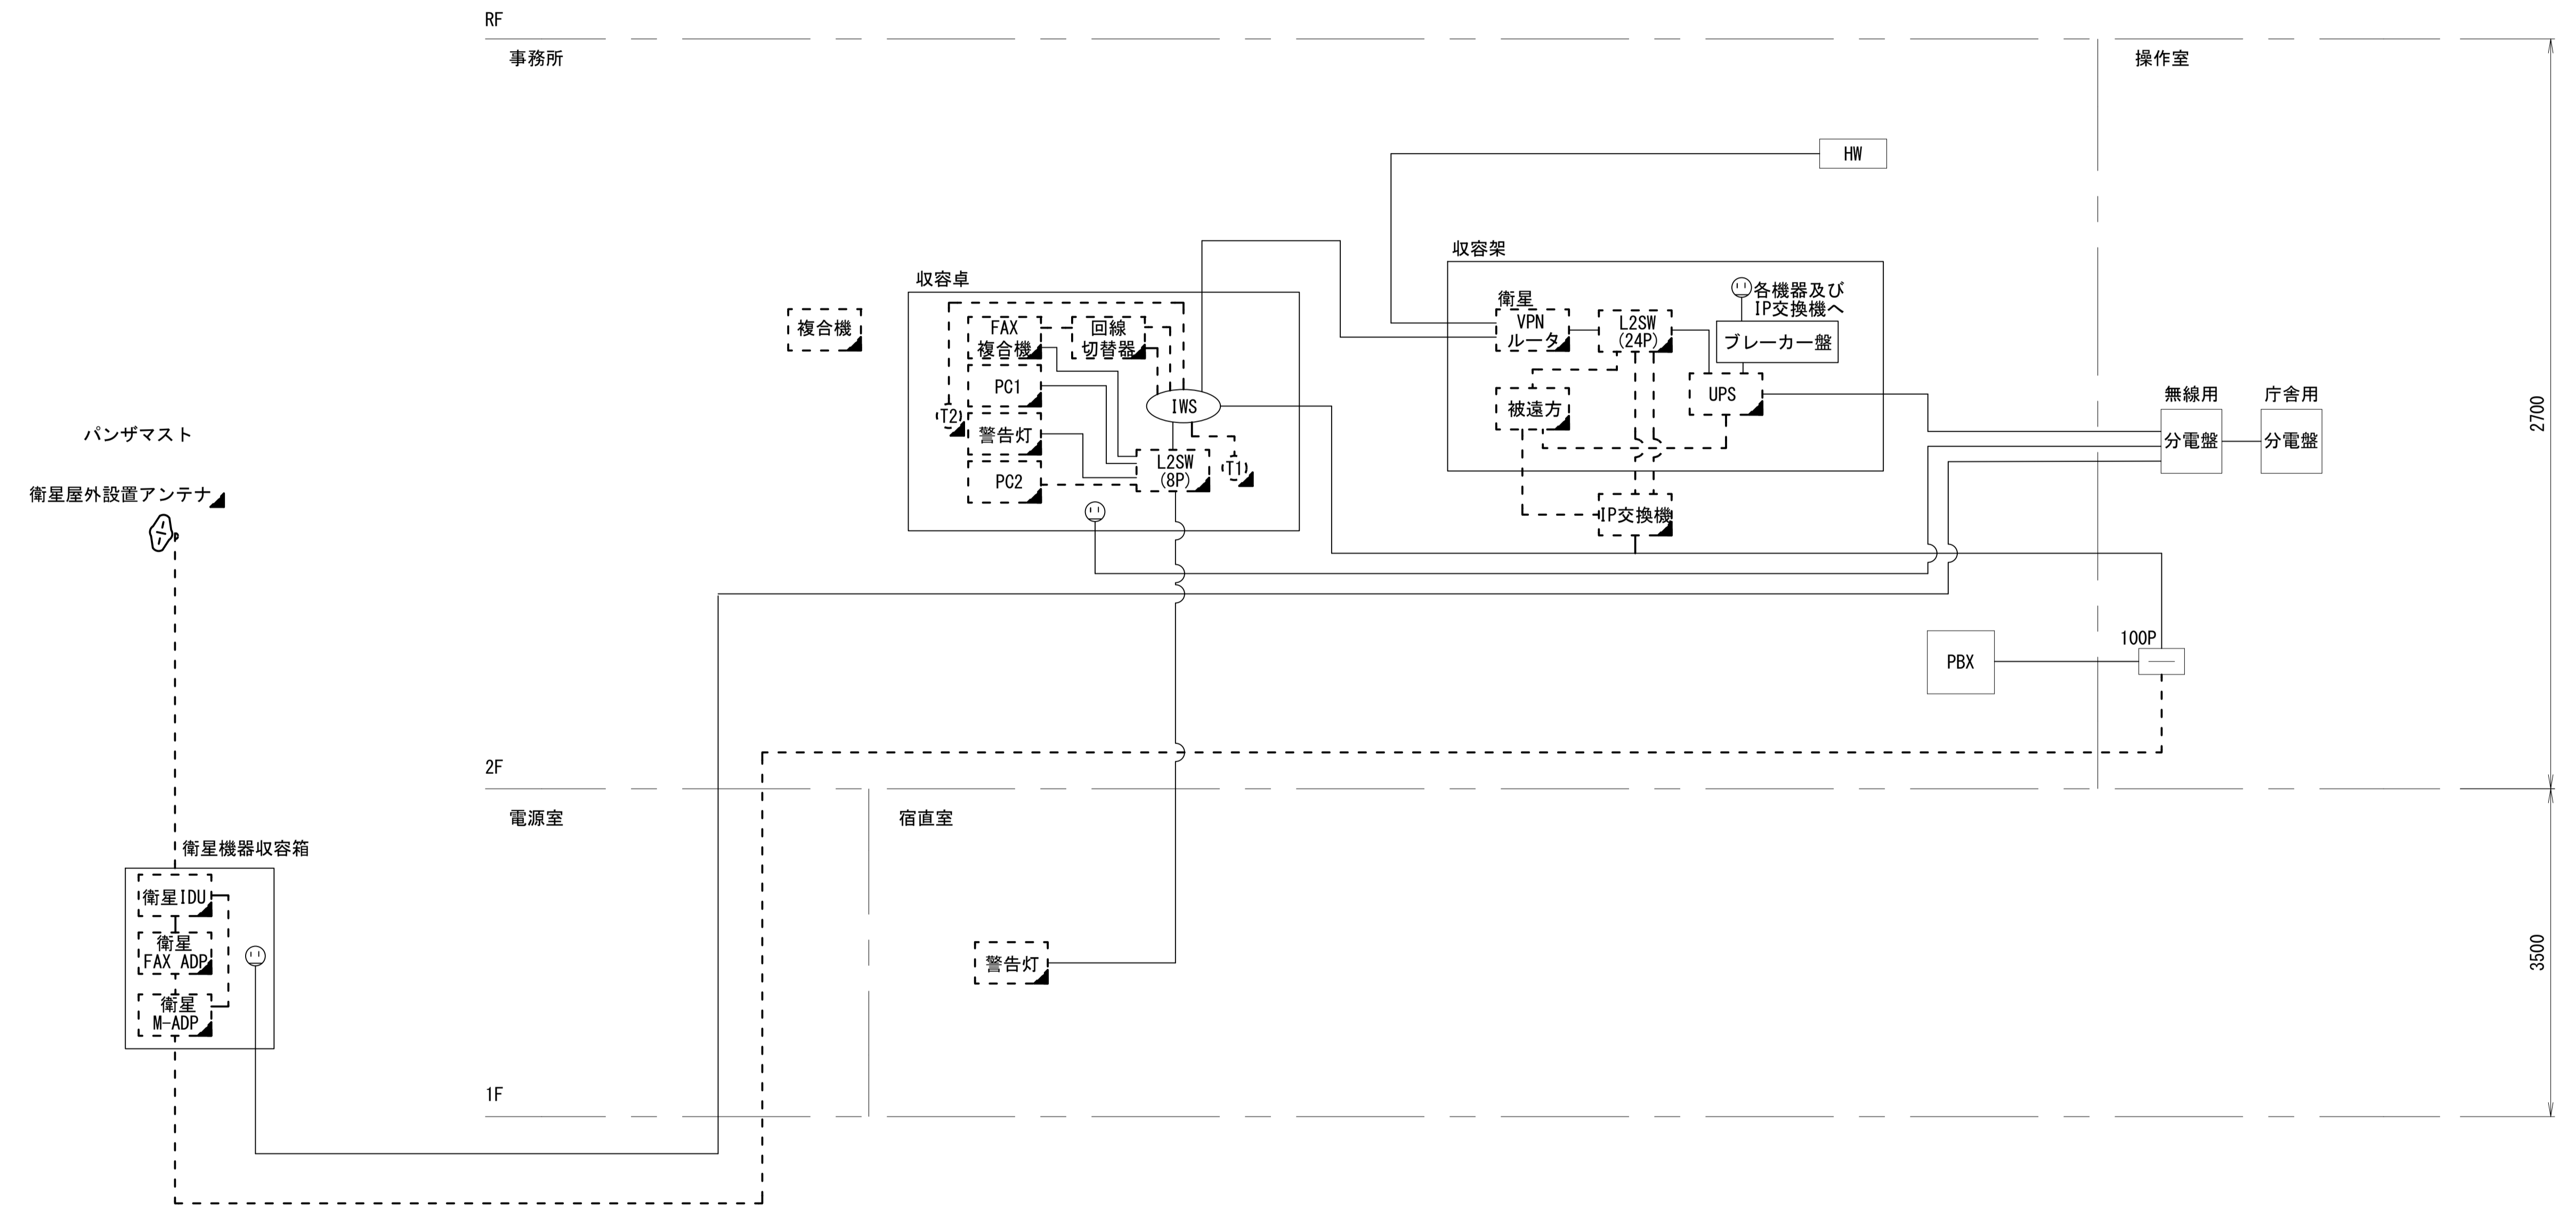 RF
事務所
操作室
HW
収容架
収容卓
衛星
VPN
ルータ
L2SW
(24P)
各機器及び
IP交換機へ
ブレーカー盤
UPS
被遠方
IP交換機
複合機
FAX
複合機
回線
切替器
PC1
T2
警告灯
PC2
IWS
L2SW
(8P)
T1
無線用
分電盤
庁舎用
分電盤
2700
パンザマスト
衛星屋外設置アンテナ
PBX
100P
2F
電源室
宿直室
衛星機器収容箱
衛星IDU
衛星
FAX ADP
衛星
M-ADP
警告灯
3500
1F